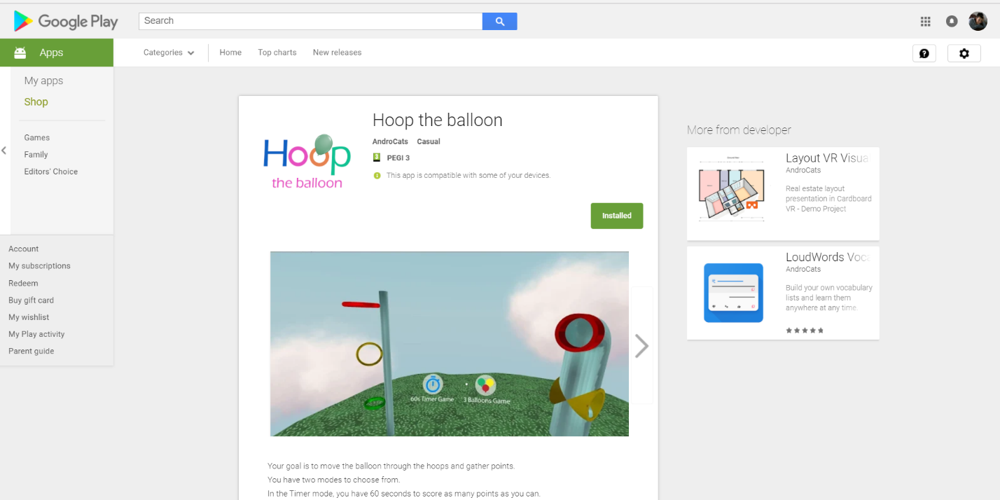 Google Play
Search
Apps
Categories
Home
Top charts
New releases
My apps
Shop
Games
Family
Editors' Choice
Account
My subscriptions
Redeem
Buy gift card
My wishlist
My Play activity
Parent guide
Hoop
the balloon
Hoop the balloon
AndroCats Casual
3
PEGI 3
This app is compatible with some of your devices.
Installed
60s Timer Game
3 Balloons Game
Your goal is to move the balloon through the hoops and gather points.
You have two modes to choose from.
In the Timer mode, you have 60 seconds to score as many points as you can.
More from developer
Layout VR Visua
AndroCats
Real estate layout
presentation in Cardboard
VR - Demo Project
LoudWords Voca
AndroCats
Build your own vocabulary
lists and learn them
anywhere at any time.